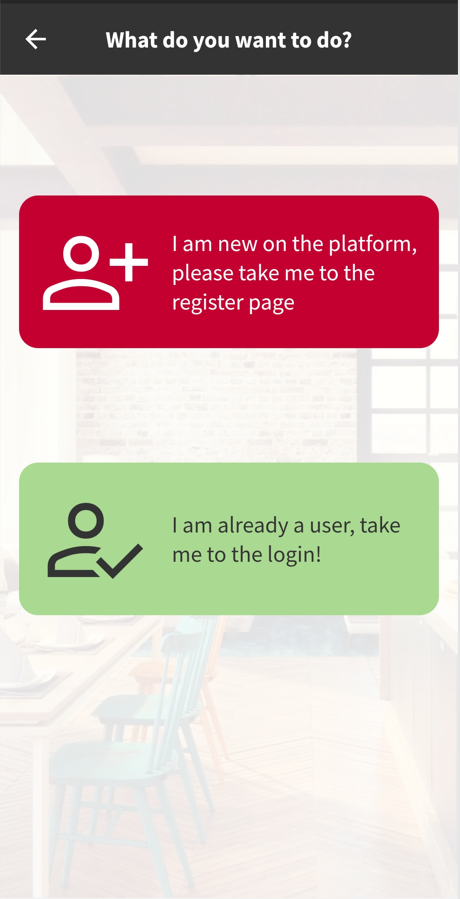 What do you want to do?
I am new on the platform,
please take me to the
register page
I am already a user, take
me to the login!